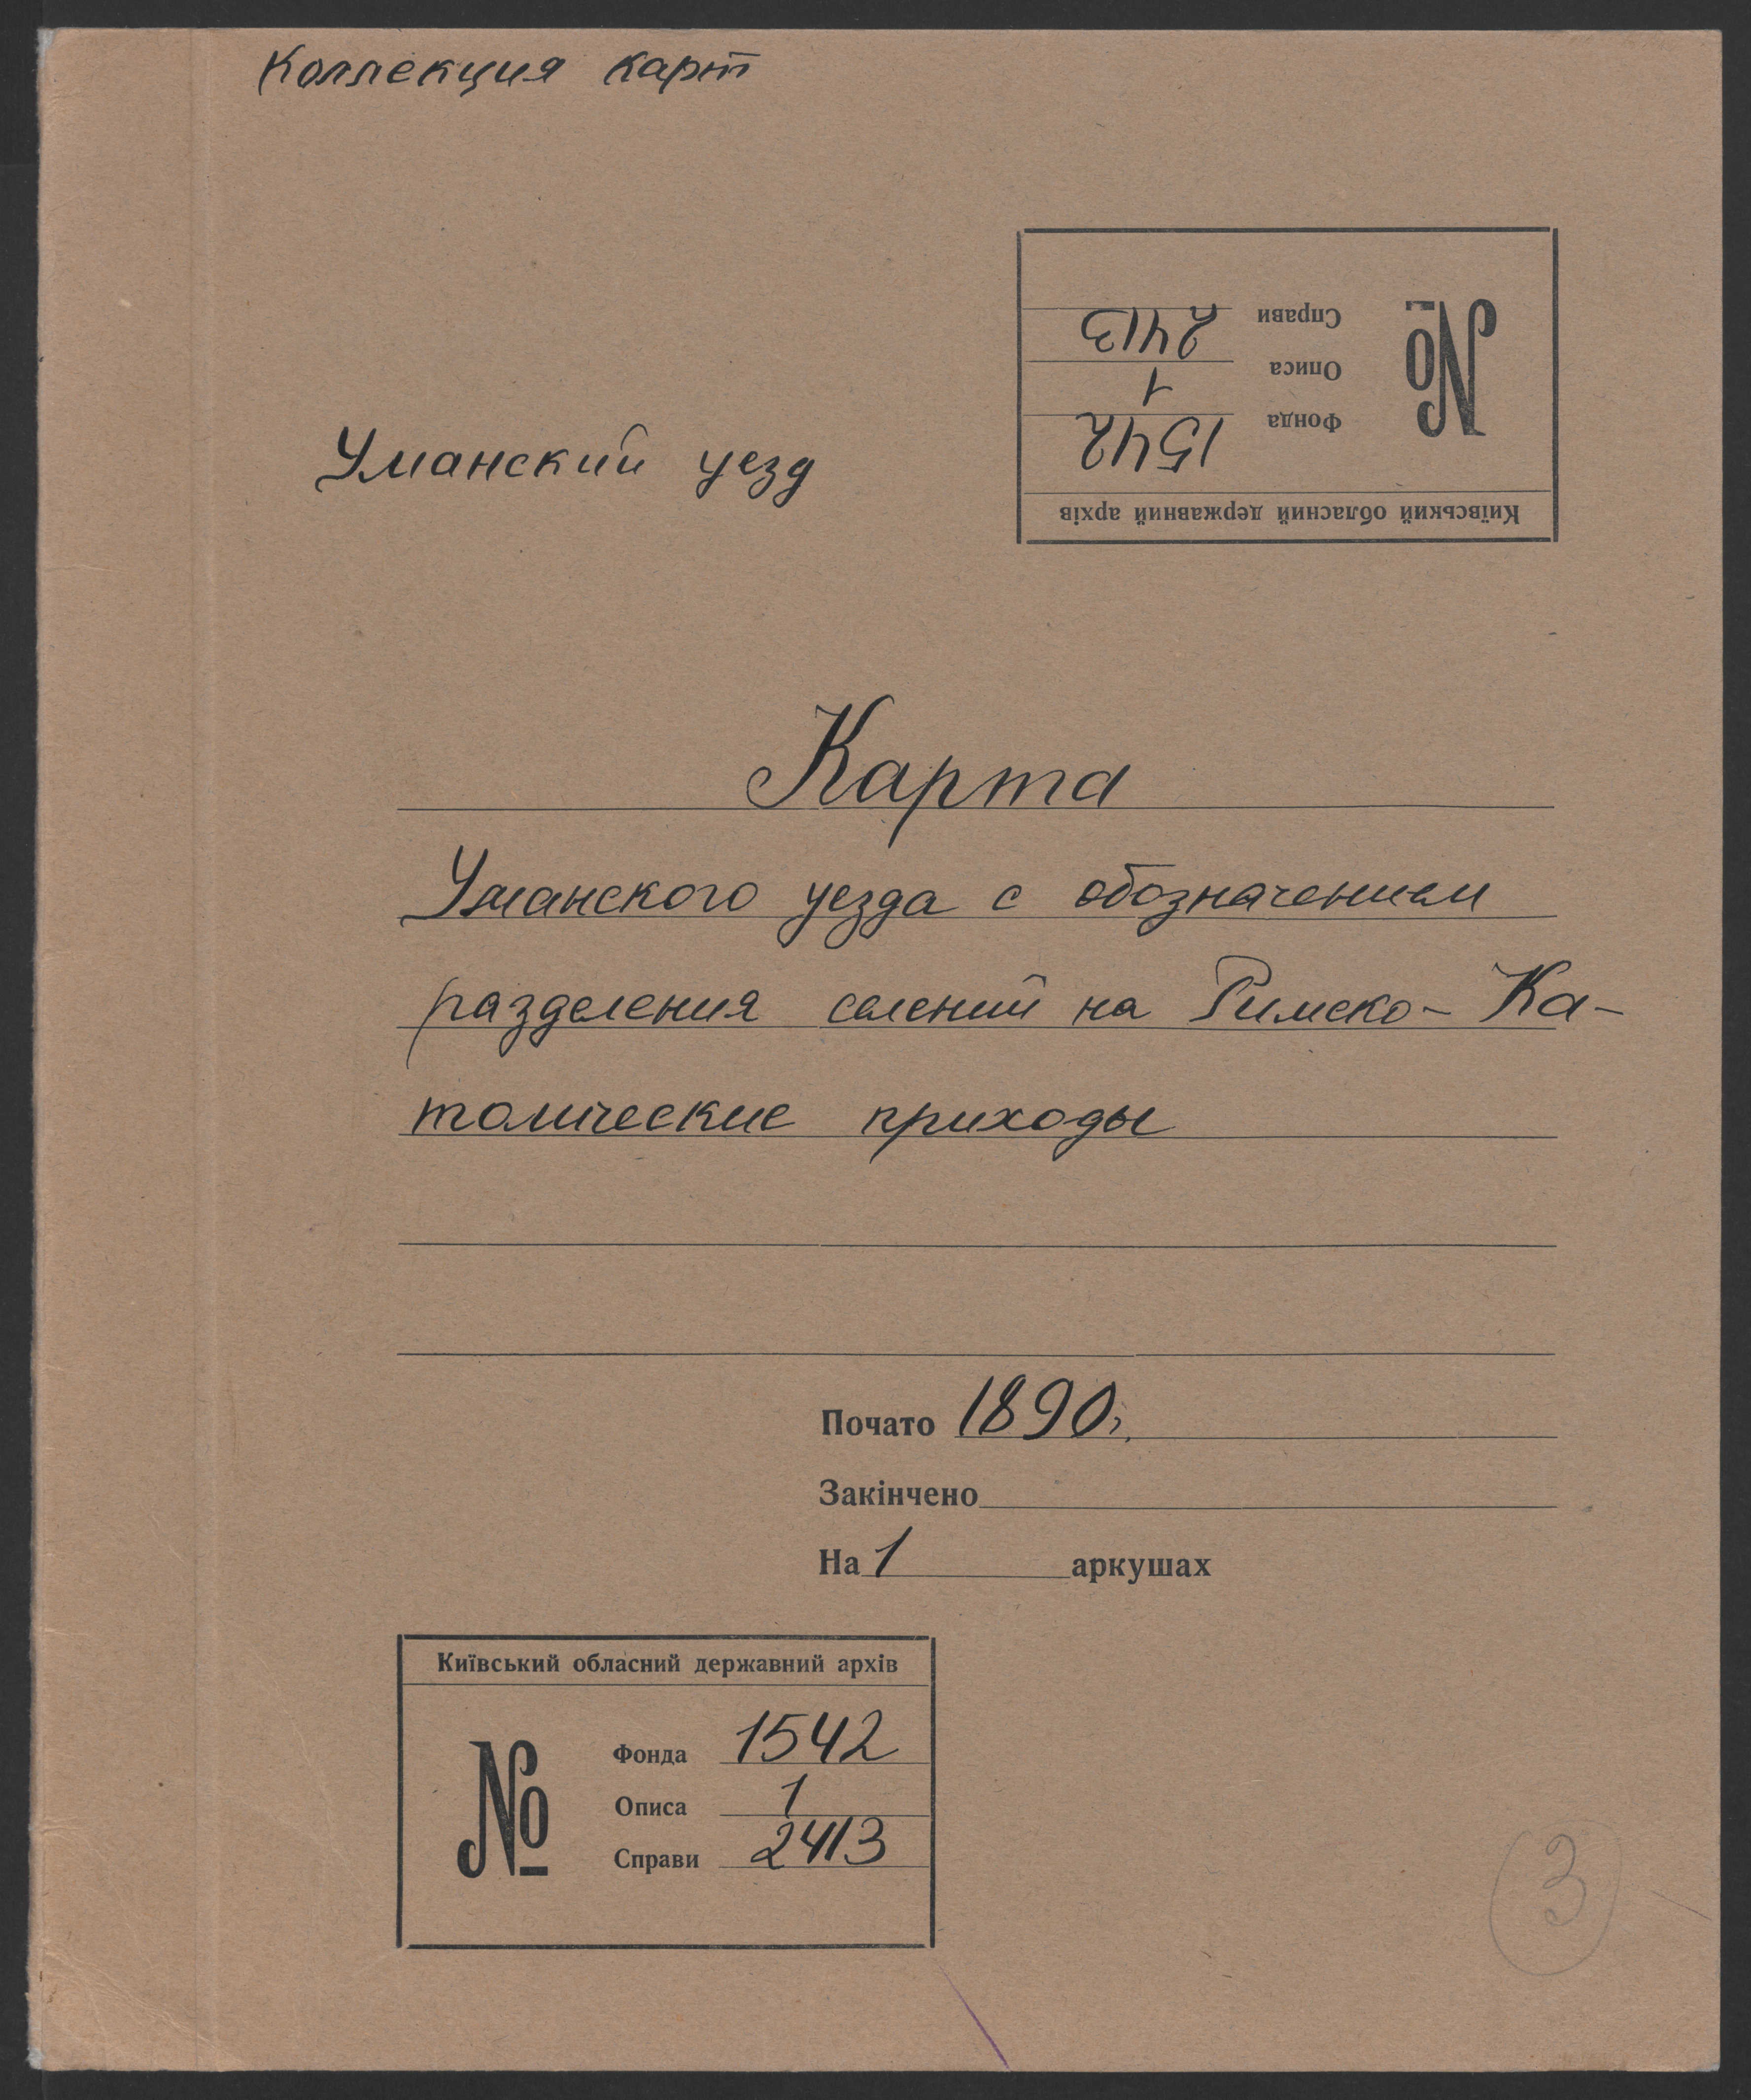 Коллекция карт
Київський обласний державний архів
№
Фонда 1542
Описа 1
Справи 2413
Уманский уезд
Карта
Уманского уезда с обозначением
разделения селений на Римско-Ка-
толические приходы
Почато 1890г.
Закінчено
На 1 аркушах
Київський обласний державний архів
№
Фонда 1542
Описа 1
Справи 2413
3